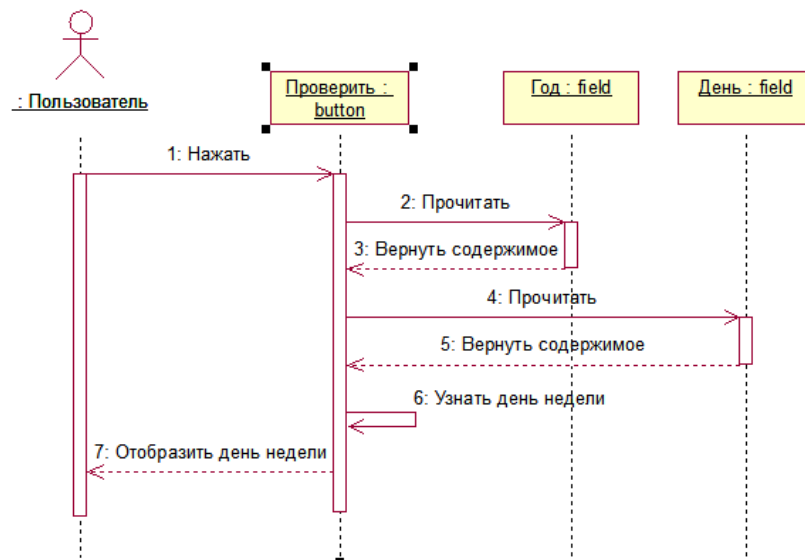 : Пользователь
Проверить :
button
Год : field
День : field
1: Нажать
2: Прочитать
3: Вернуть содержимое
4: Прочитать
5: Вернуть содержимое
6: Узнать день недели
7: Отобразить день недели